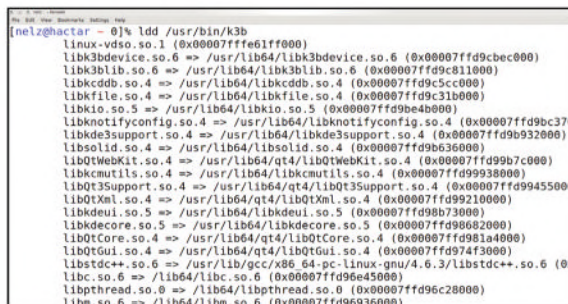 File Edit View Bookmarks Settings Help
[nelz@hactar ~ 0]% ldd /usr/bin/k3b
linux-vdso.so.1 (0x00007fffe61ff000)
libk3bdevice.so.6 => /usr/lib64/libk3bdevice.so.6 (0x00007ffd9cbec000)
libk3blib.so.6 => /usr/lib64/libk3blib.so.6 (0x00007ffd9c811000)
libkcddb.so.4 => /usr/lib64/libkcddb.so.4 (0x00007ffd9c5cc000)
libkfile.so.4 => /usr/lib64/libkfile.so.4 (0x00007ffd9c31b000)
libkio.so.5 => /usr/lib64/libkio.so.5 (0x00007ffd9be4b000)
libknotifyconfig.so.4 => /usr/lib64/libknotifyconfig.so.4 (0x00007ffd9bc37
libkde3support.so.4 => /usr/lib64/libkde3support.so.4 (0x00007ffd9b932000)
libsolid.so.4 => /usr/lib64/libsolid.so.4 (0x00007ffd9b636000)
libQtWebKit.so.4 => /usr/lib64/qt4/libQtWebKit.so.4 (0x00007ffd99b7c000)
libkcmutils.so.4 => /usr/lib64/libkcmutils.so.4 (0x00007ffd99938000)
libQt3Support.so.4 => /usr/lib64/qt4/libQt3Support.so.4 (0x00007ffd9945500
libQtXml.so.4 => /usr/lib64/qt4/libQtXml.so.4 (0x00007ffd99210000)
libkdeui.so.5 => /usr/lib64/libkdeui.so.5 (0x00007ffd98b73000)
libkdecore.so.5 => /usr/lib64/libkdecore.so.5 (0x00007ffd98682000)
libQtCore.so.4 => /usr/lib64/qt4/libQtCore.so.4 (0x00007ffd981a4000)
libQtGui.so.4 => /usr/lib64/qt4/libQtGui.so.4 (0x00007ffd974f3000)
libstdc++.so.6 => /usr/lib/gcc/x86_64-pc-linux-gnu/4.6.3/libstdc++.so.6 (0
libc.so.6 => /lib64/libc.so.6 (0x00007ffd96e45000)
libpthread.so.0 => /lib64/libpthread.so.0 (0x00007ffd96c28000)
libm.so.6 => /lib64/libm.so.6 (0x00007ffd96936000)